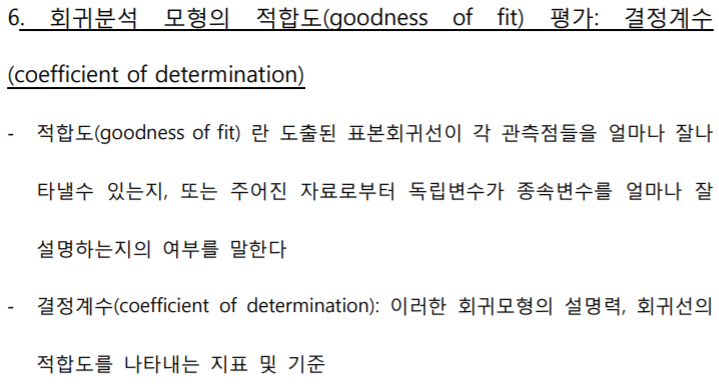 6. 회귀분석 모형의 적합도(goodness of fit) 평가: 결정계수
(coefficient of determination)
- 적합도(goodness of fit) 란 도출된 표본회귀선이 각 관측점들을 얼마나 잘나
타낼수 있는지, 또는 주어진 자료로부터 독립변수가 종속변수를 얼마나 잘
설명하는지의 여부를 말한다
- 결정계수(coefficient of determination): 이러한 회귀모형의 설명력, 회귀선의
적합도를 나타내는 지표 및 기준